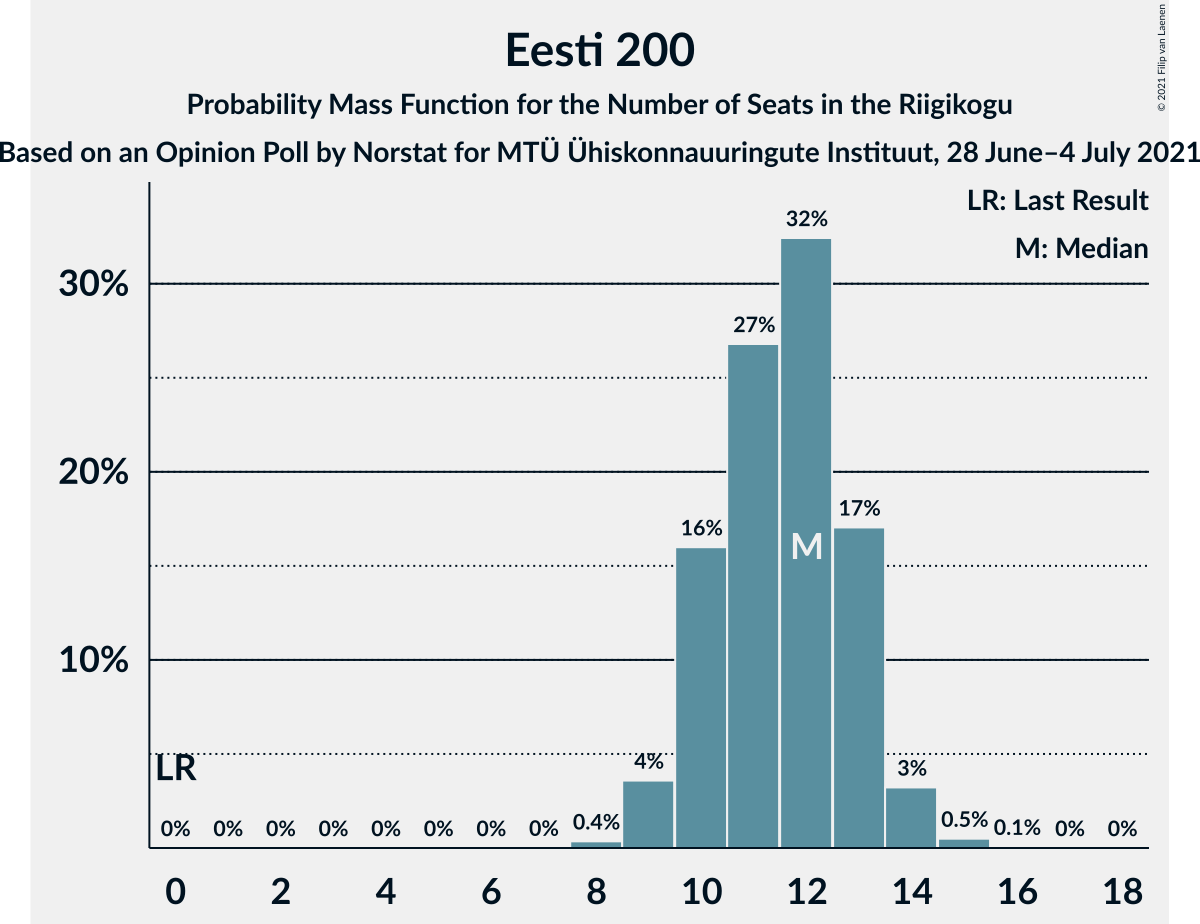 Eesti 200
Probability Mass Function for the Number of Seats in the Riigikogu
Based on an Opinion Poll by Norstat for MTÜ Ühiskonnauuringute Instituut, 28 June–4 July 2021
© 2021 Filip van Laenen
LR: Last Result
M: Median
30%
20%
10%
32%
27%
17%
16%
M
LR
4%
3%
0% 0% 0% 0% 0% 0% 0% 0% 0.4% 0.5% 0.1% 0% 0%
0 2 4 6 8 10 12 14 16 18